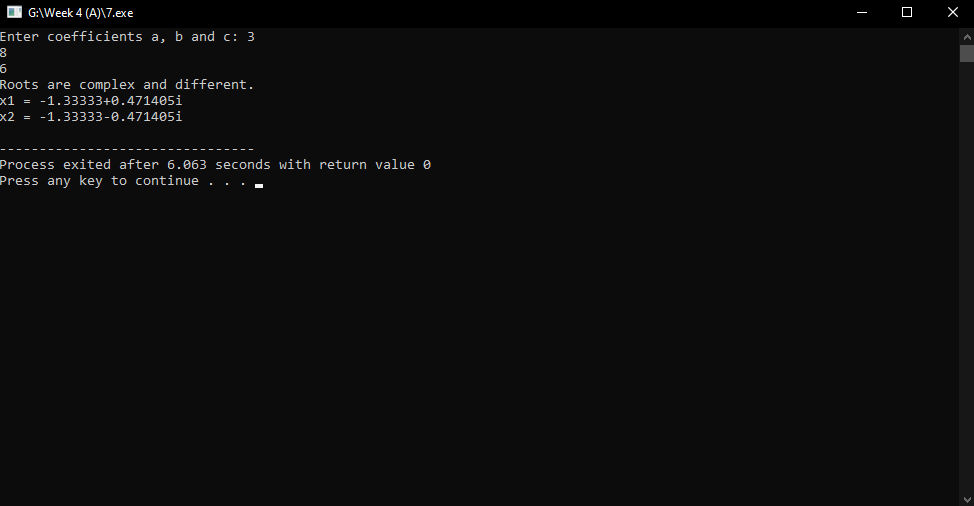 G:\Week 4 (A)\7.exe
Enter coefficients a, b and c: 3
8
6
Roots are complex and different.
x1 = -1.33333+0.471405i
x2 = -1.33333-0.471405i
--------------------------------
Process exited after 6.063 seconds with return value 0
Press any key to continue . . .